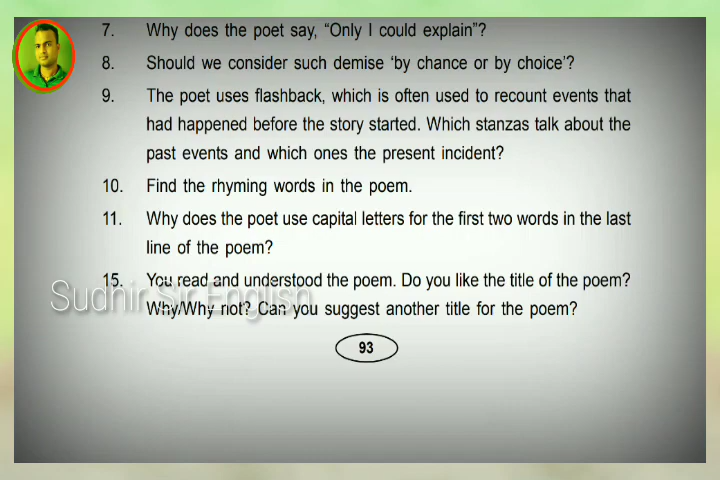 7. Why does the poet say, "Only I could explain"?
8. Should we consider such demise 'by chance or by choice'?
9. The poet uses flashback, which is often used to recount events that
had happened before the story started. Which stanzas talk about the
past events and which ones the present incident?
10. Find the rhyming words in the poem.
11. Why does the poet use capital letters for the first two words in the last
line of the poem?
15. You read and understood the poem. Do you like the title of the poem?
Sudhir Sir English
Why/Why not? Can you suggest another title for the poem?
93